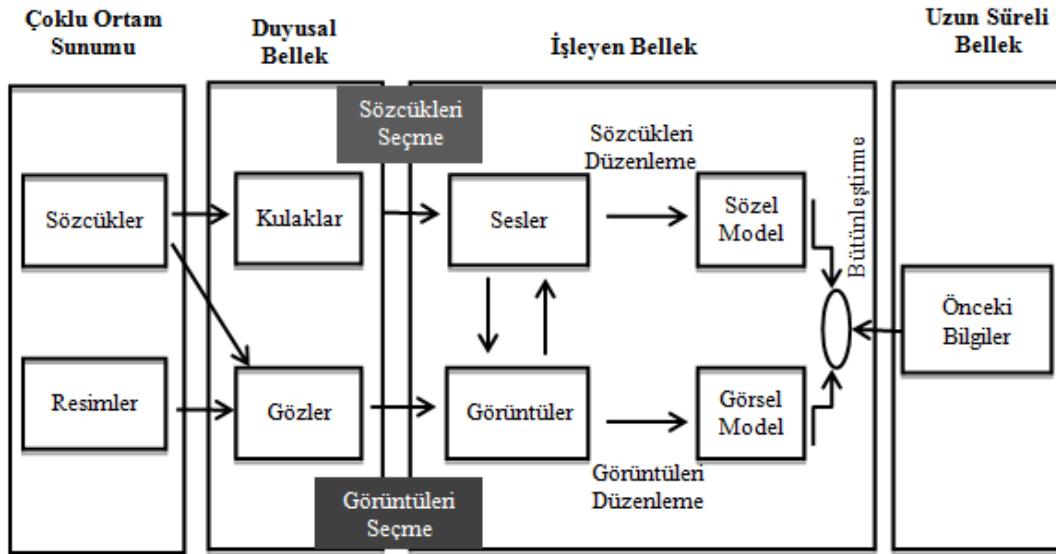 Çoklu Ortam
Sunumu
Duyusal
Bellek
İşleyen Bellek
Uzun Süreli
Bellek
Sözcükleri
Seçme
Sözcükleri
Düzenleme
Sözcükler
Kulaklar
Sesler
Sözel
Model
Bütünleştirme
Önceki
Bilgiler
Resimler
Gözler
Görüntüler
Görsel
Model
Görüntüleri
Seçme
Görüntüleri
Düzenleme